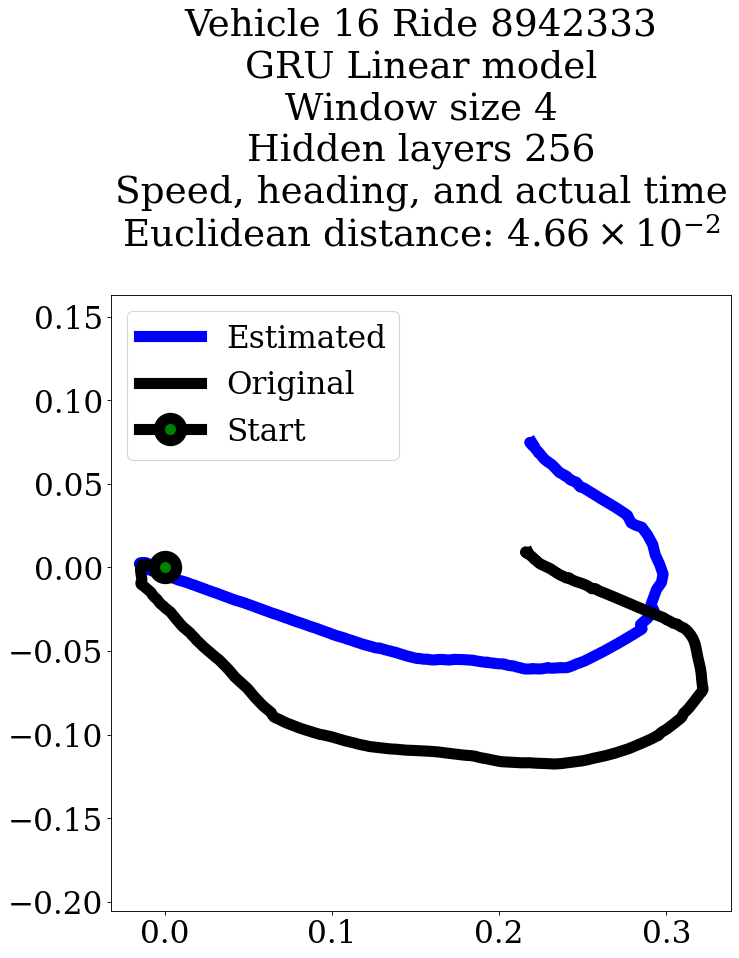 Vehicle 16 Ride 8942333
GRU Linear model
Window size 4
Hidden layers 256
Speed, heading, and actual time
Euclidean distance: 4.66 × 10⁻²
Estimated
Original
Start
0.15
0.10
0.05
0.00
−0.05
−0.10
−0.15
−0.20
0.0 0.1 0.2 0.3